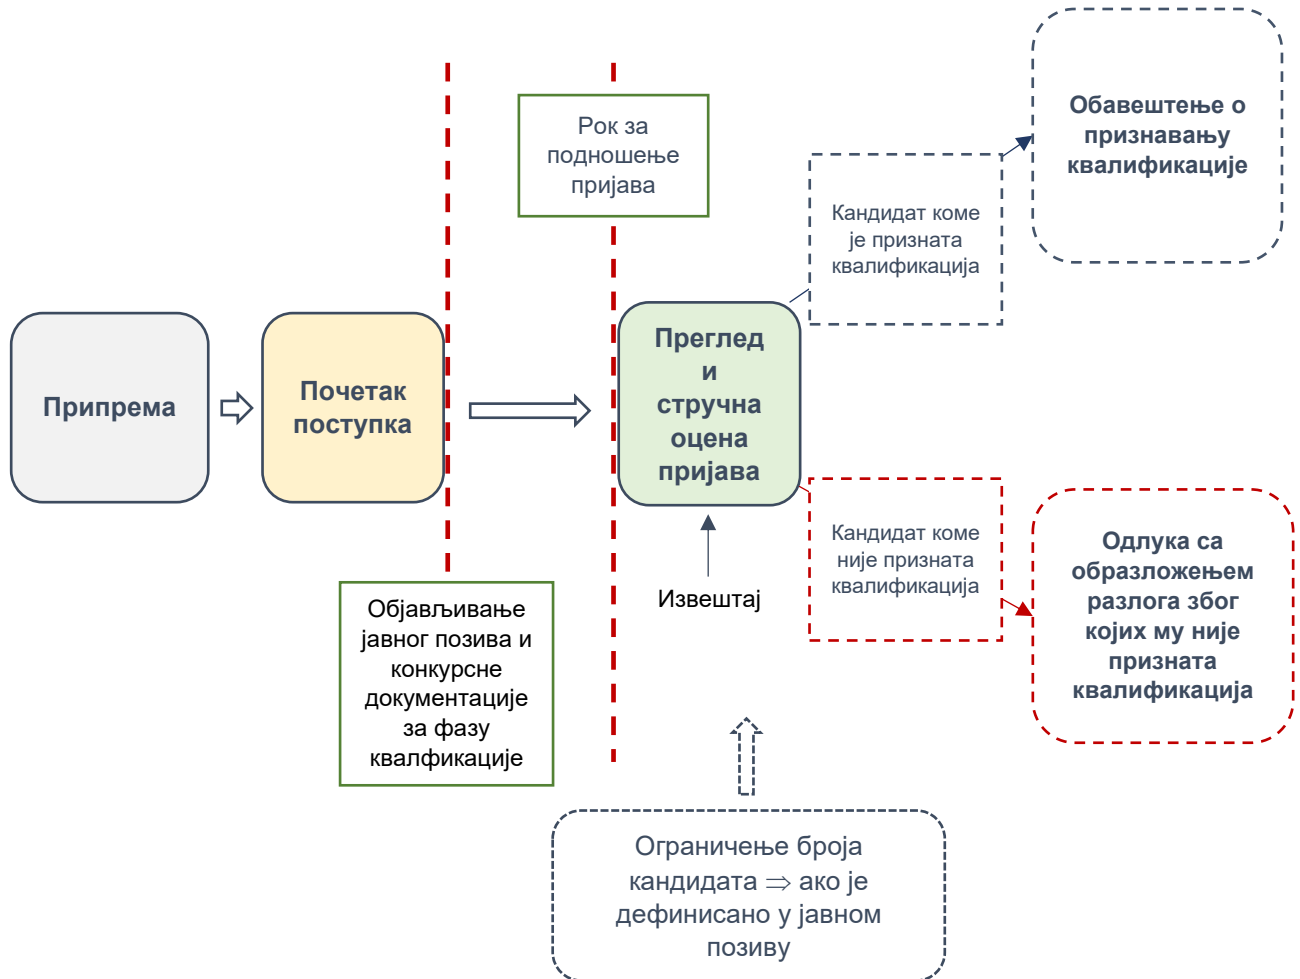 Рок за
подношење
пријава
Обавештење о
признавању
квалификације
Кандидат коме
је призната
квалификација
Припрема
Почетак
поступка
Преглед
и
стручна
оцена
пријава
Кандидат коме
није призната
квалификација
Одлука са
образложењем
разлога због
којих му није
призната
квалификација
Извештај
Објављивање
јавног позива и
конкурсне
документације
за фазу
квалфикације
Ограничење броја
кандидата ⇒ ако је
дефинисано у јавном
позиву